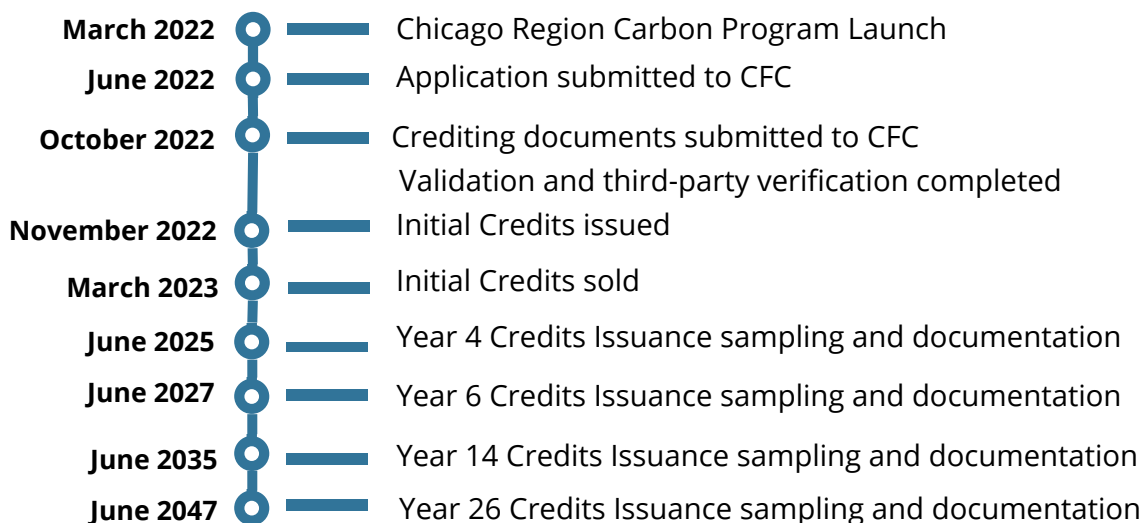 March 2022 Chicago Region Carbon Program Launch
June 2022 Application submitted to CFC
October 2022 Crediting documents submitted to CFC
Validation and third-party verification completed
November 2022 Initial Credits issued
March 2023 Initial Credits sold
June 2025 Year 4 Credits Issuance sampling and documentation
June 2027 Year 6 Credits Issuance sampling and documentation
June 2035 Year 14 Credits Issuance sampling and documentation
June 2047 Year 26 Credits Issuance sampling and documentation